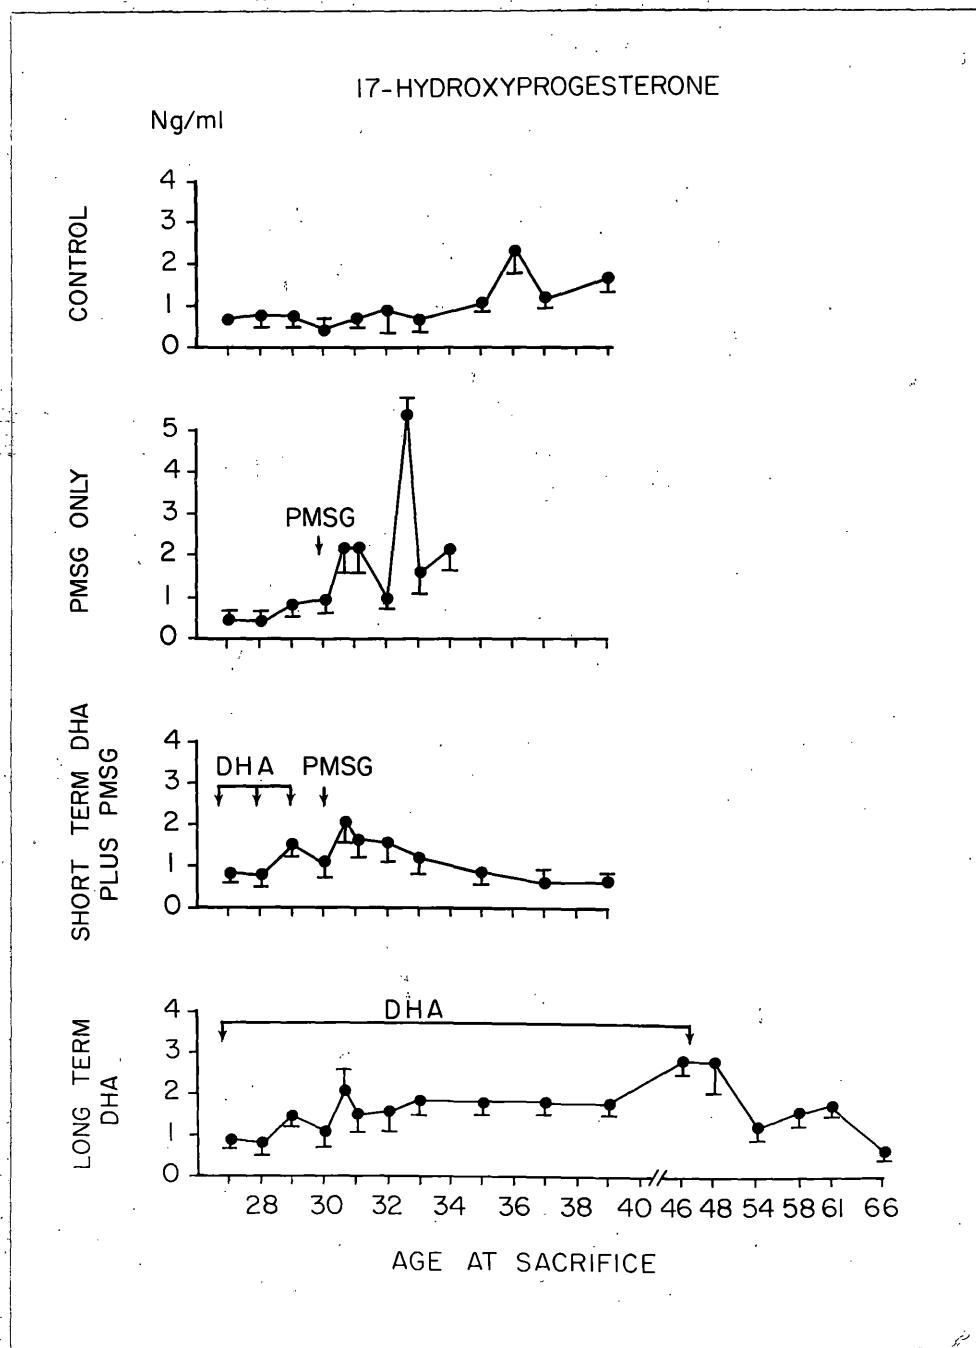 17-HYDROXYPROGESTERONE
Ng/ml
CONTROL
4
3
2
1
0
PMSG ONLY
5
4
3
2
1
0
PMSG
SHORT TERM DHA
PLUS PMSG
4
3
2
1
0
DHA PMSG
LONG TERM
DHA
4
3
2
1
0
DHA
28 30 32 34 36 38 40 46 48 54 58 61 66
AGE AT SACRIFICE